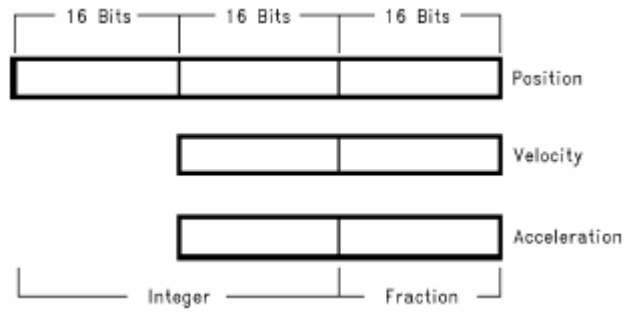 16 Bits 16 Bits 16 Bits
Position
Velocity
Acceleration
Integer Fraction